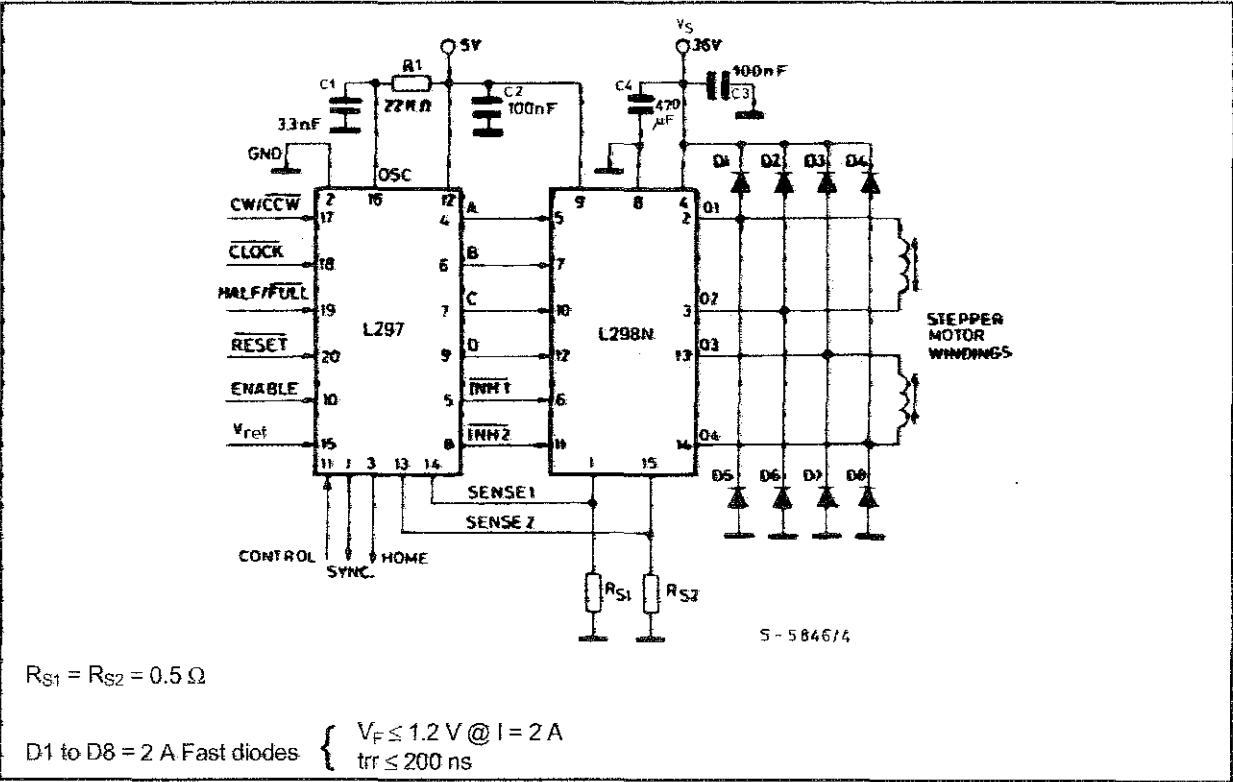 5V
VS
36V
R1
C1
22KΩ
C2
100nF
3.3nF
C4
470
µF
100nF
C3
GND
OSC
D1 D2 D3 D4
2 16 12
9 8 4
CW/CCW 17
4 A 5
2 O1
CLOCK 18
6 B 7
HALF/FULL 19
7 C 10
3 O2
L297
L298N
STEPPER
MOTOR
WINDINGS
RESET 20
9 D 12
13 O3
ENABLE 10
5 INH1 6
Vref 15
8 INH2 11
14 O4
11 1 3 13 14
1 15
D5 D6 D7 D8
SENSE1
SENSE2
CONTROL
SYNC.
HOME
RS1
RS2
S-5846/4
RS1 = RS2 = 0.5 Ω
D1 to D8 = 2 A Fast diodes {
VF ≤ 1.2 V @ I = 2 A
trr ≤ 200 ns